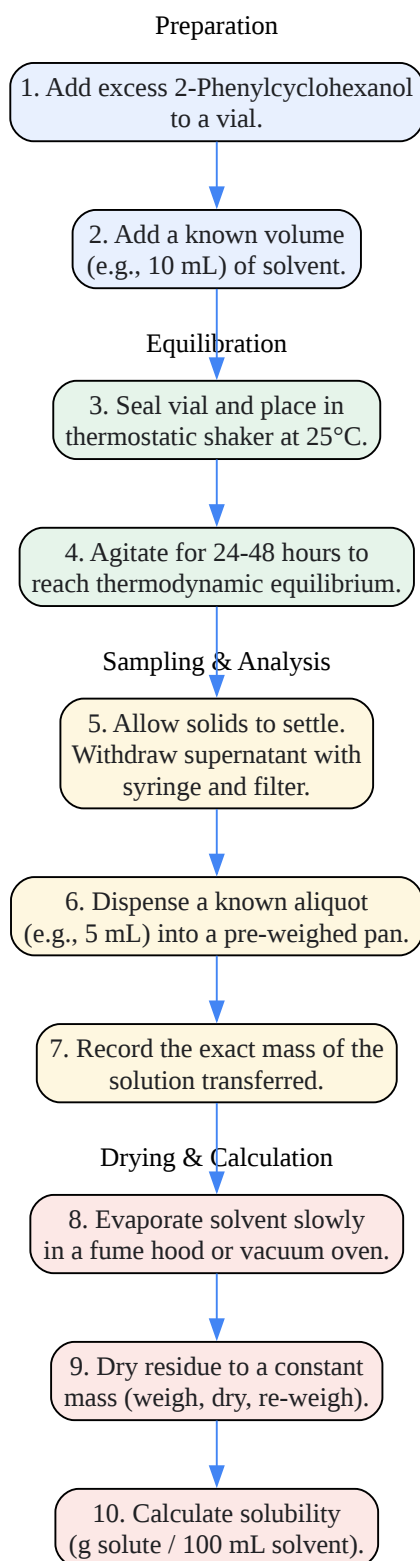 Preparation
1. Add excess 2-Phenylcyclohexanol
to a vial.
2. Add a known volume
(e.g., 10 mL) of solvent.
Equilibration
3. Seal vial and place in
thermostatic shaker at 25°C.
4. Agitate for 24-48 hours to
reach thermodynamic equilibrium.
Sampling & Analysis
5. Allow solids to settle.
Withdraw supernatant with
syringe and filter.
6. Dispense a known aliquot
(e.g., 5 mL) into a pre-weighed pan.
7. Record the exact mass of the
solution transferred.
Drying & Calculation
8. Evaporate solvent slowly
in a fume hood or vacuum oven.
9. Dry residue to a constant
mass (weigh, dry, re-weigh).
10. Calculate solubility
(g solute / 100 mL solvent).